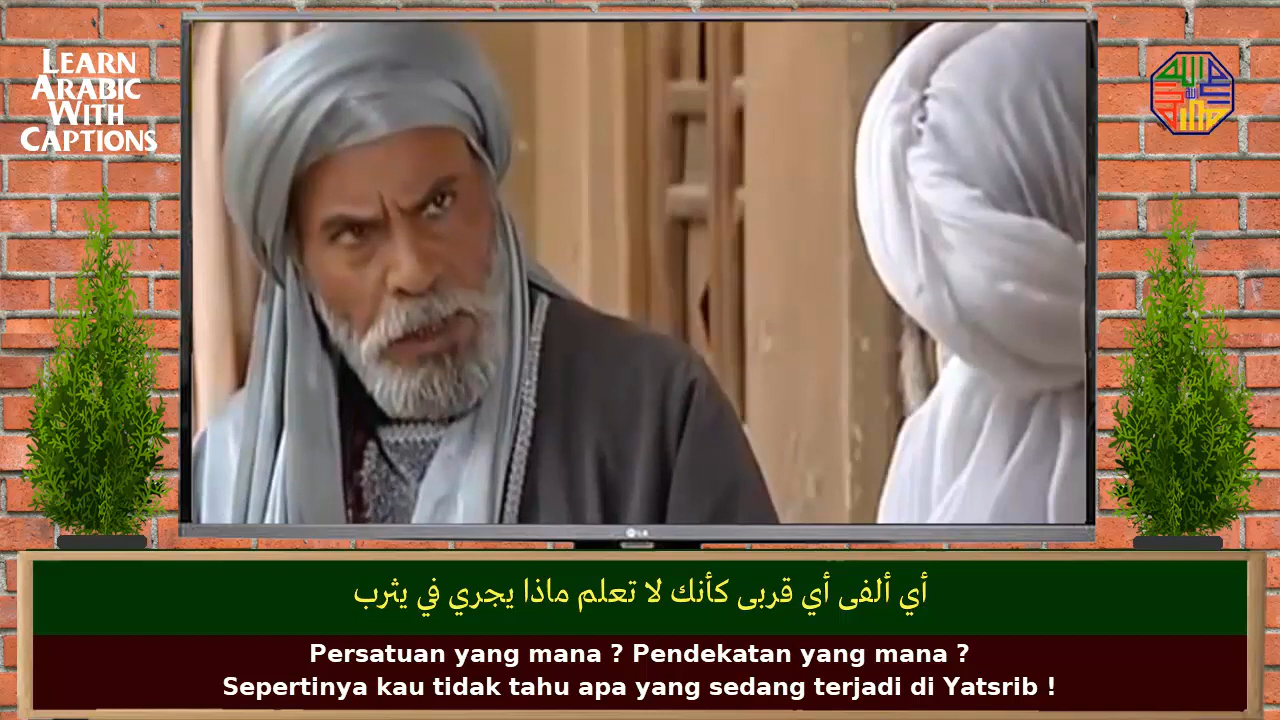 LEARN
ARABIC
WITH
CAPTIONS
LG
أي ألفى أي قربى كأنك لا تعلم ماذا يجري في يثرب
Persatuan yang mana ? Pendekatan yang mana ?
Sepertinya kau tidak tahu apa yang sedang terjadi di Yatsrib !